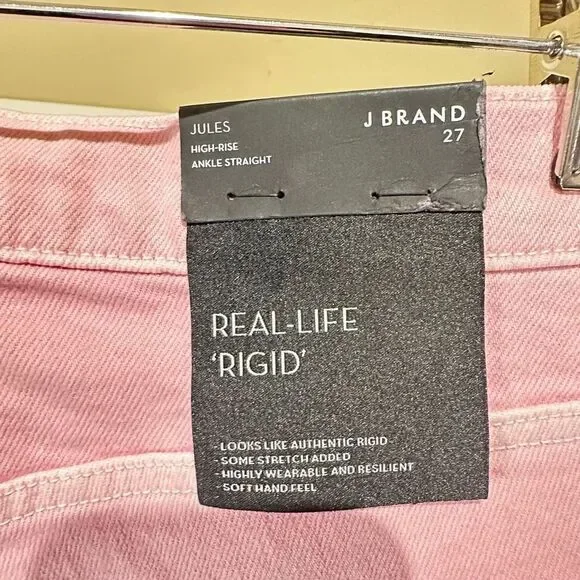 JULES
HIGH-RISE
ANKLE STRAIGHT
J BRAND
27
REAL-LIFE
'RIGID'
- LOOKS LIKE AUTHENTIC RIGID -
- SOME STRETCH ADDED
- HIGHLY WEARABLE AND RESILIENT
- SOFT HAND FEEL